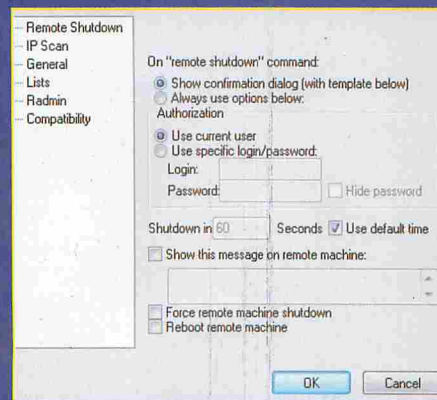 Remote Shutdown
IP Scan
General
Lists
Radmin
Compatibility
On "remote shutdown" command:
Show confirmation dialog (with template below)
Always use options below:
Authorization
Use current user
Use specific login/password:
Login:
Password:
Hide password
Shutdown in 60 Seconds Use default time
Show this message on remote machine:
Force remote machine shutdown
Reboot remote machine
OK Cancel